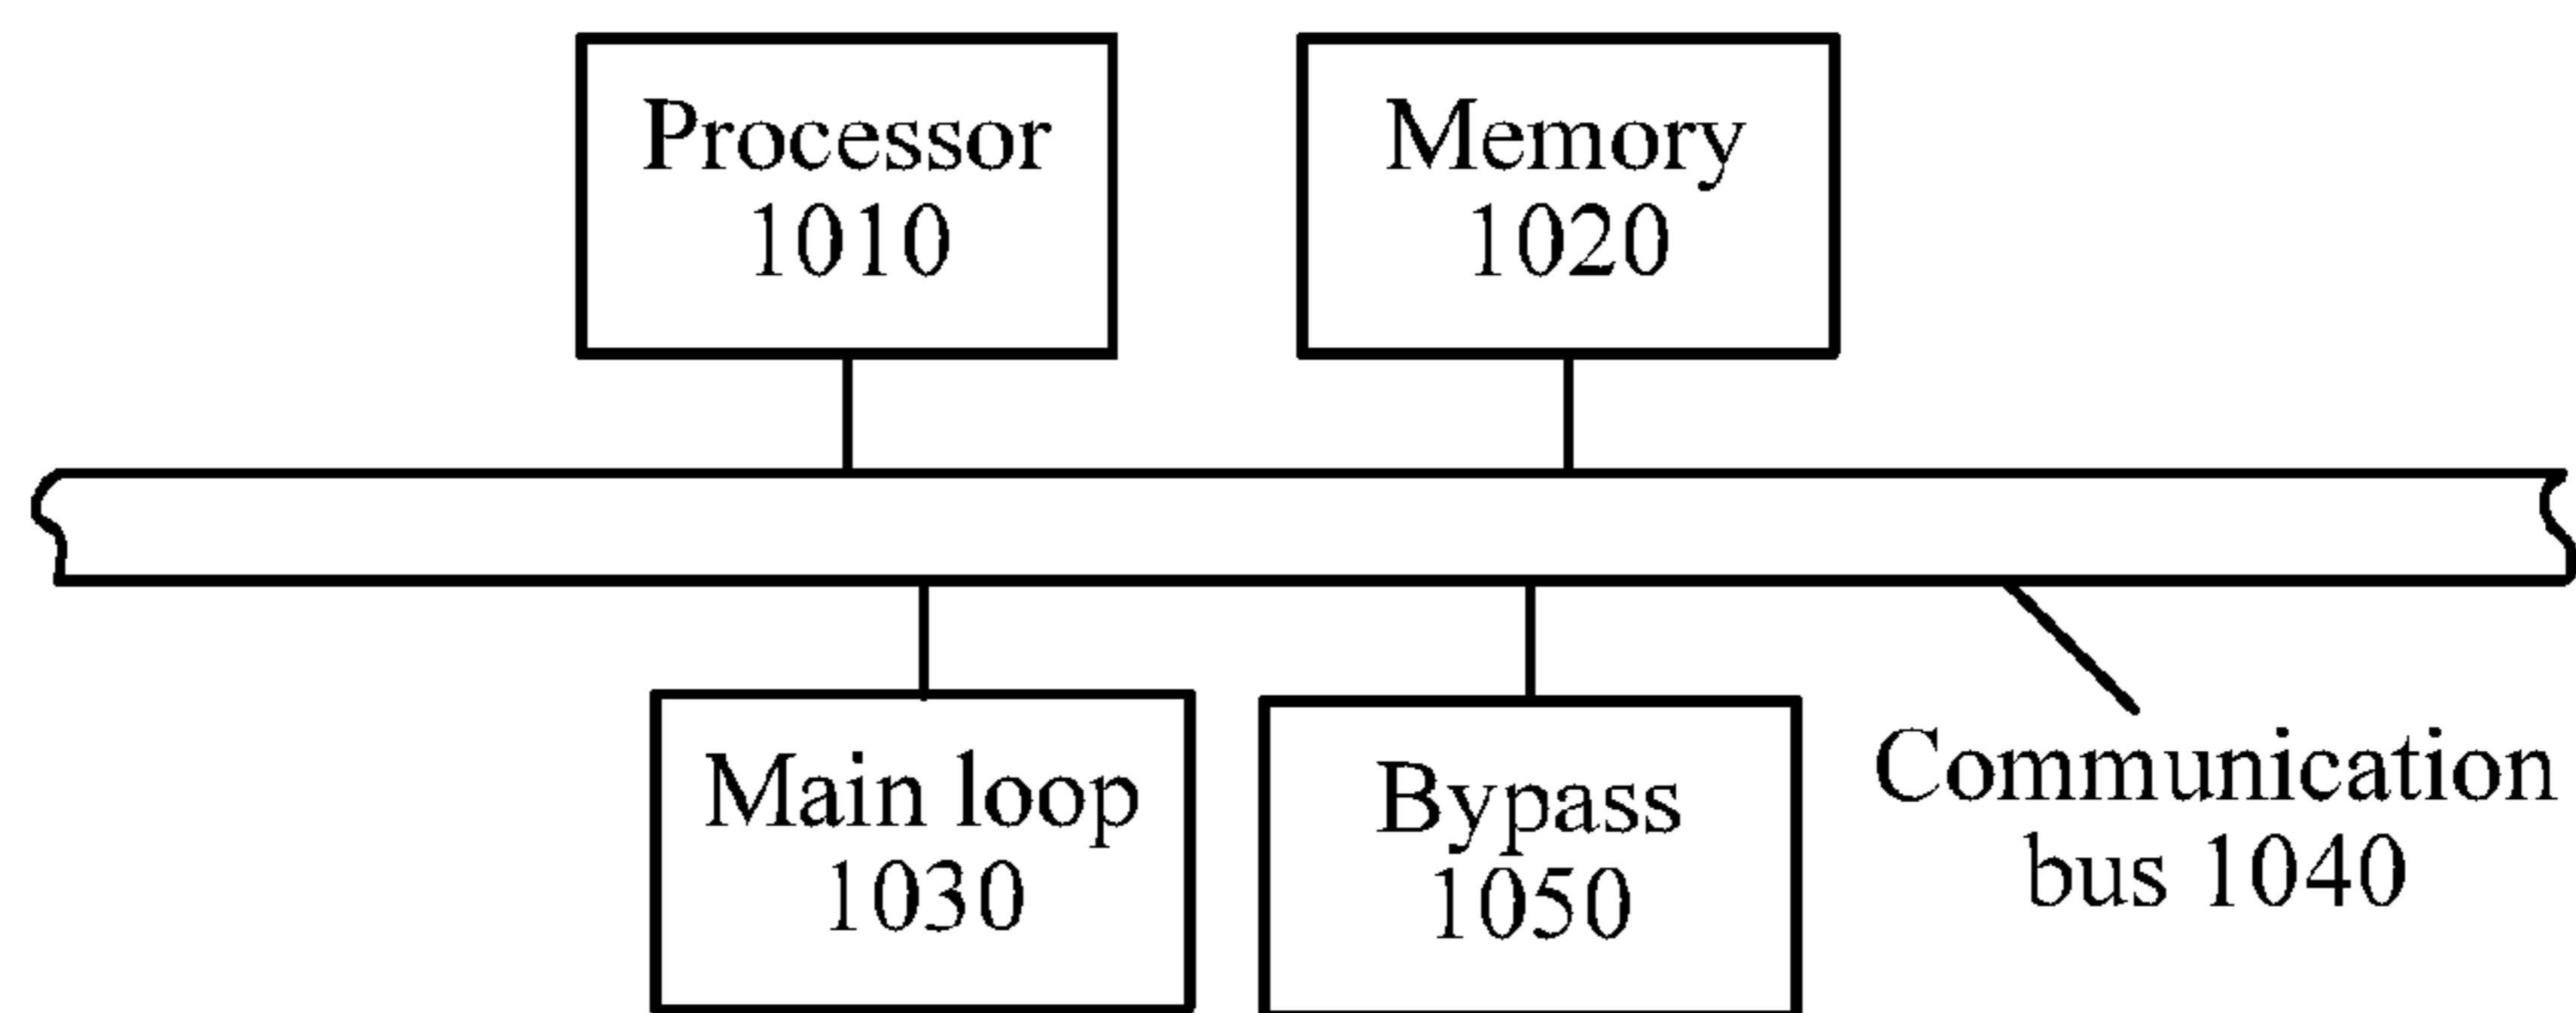 Processor
1010
Memory
1020
Main loop
1030
Bypass
1050
Communication
bus 1040